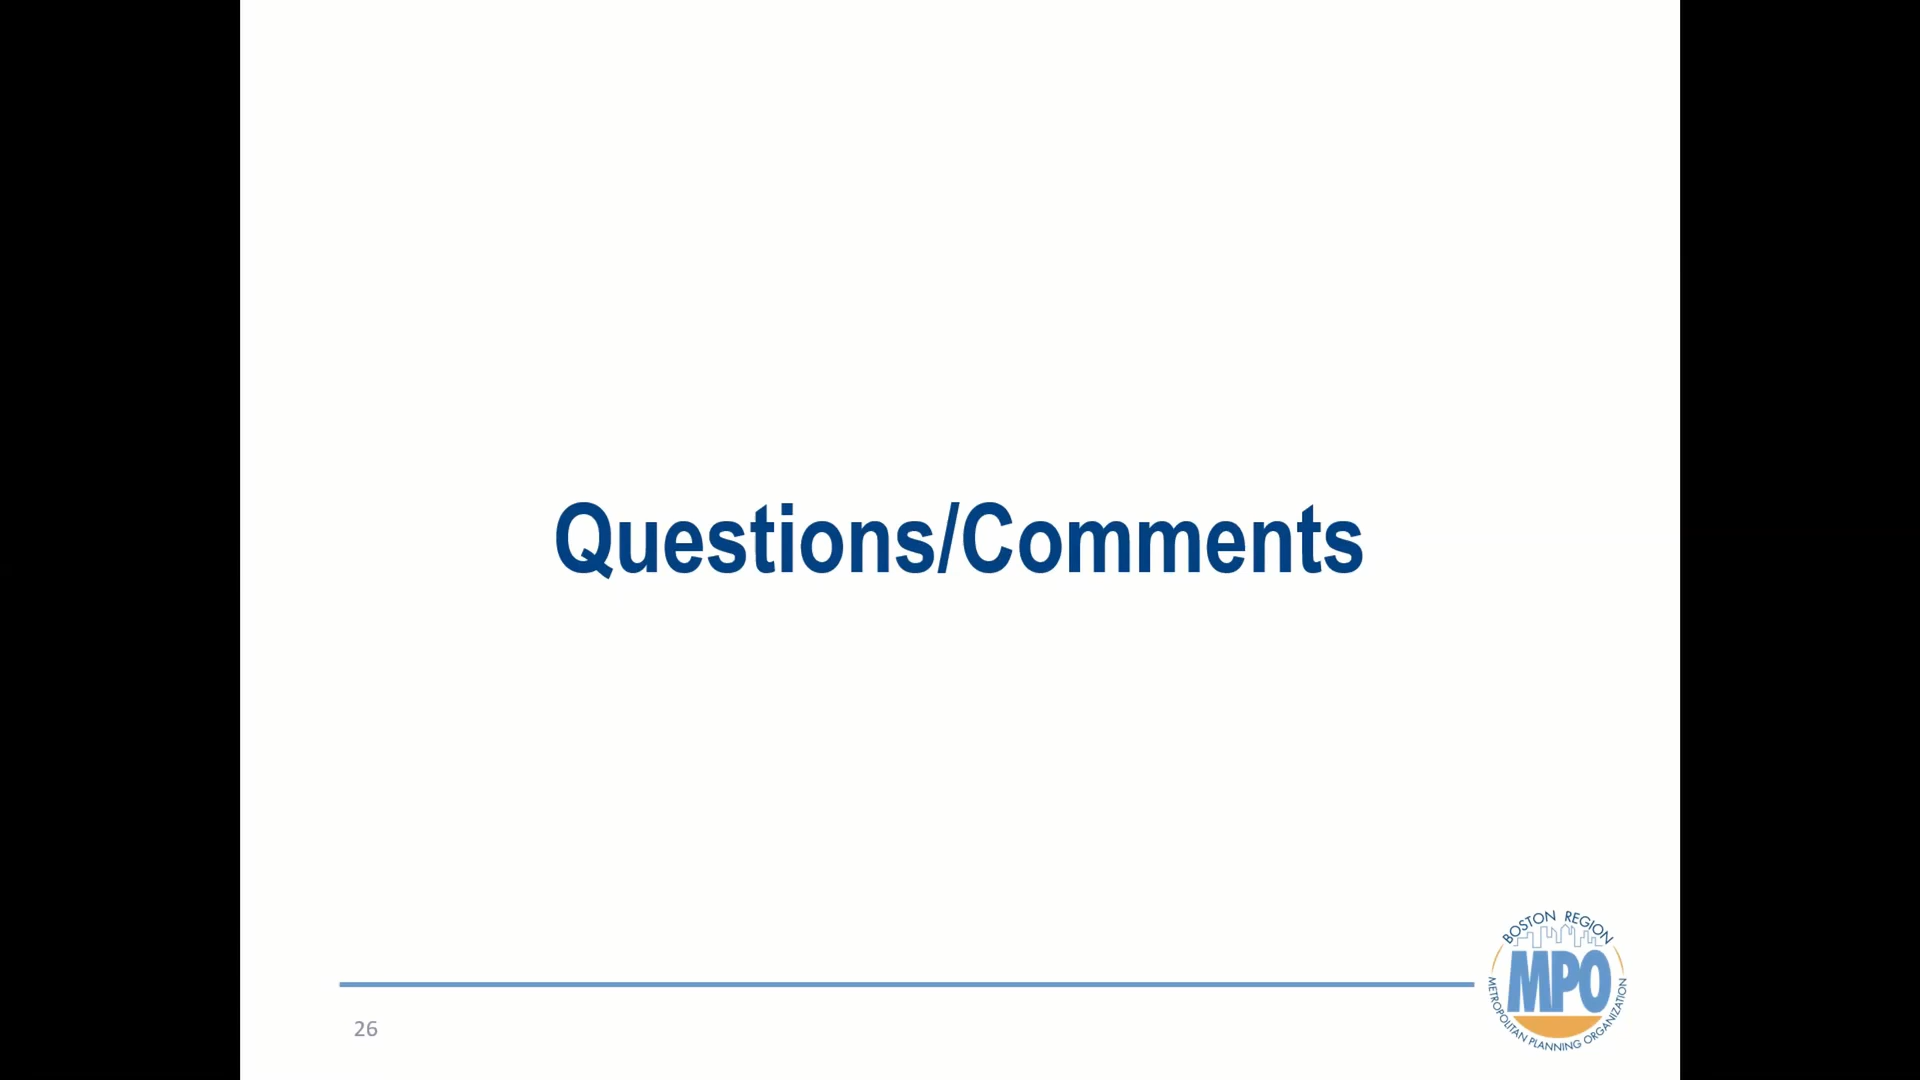 Questions/Comments
BOSTON REGION
MPO
METROPOLITAN PLANNING ORGANIZATION
26